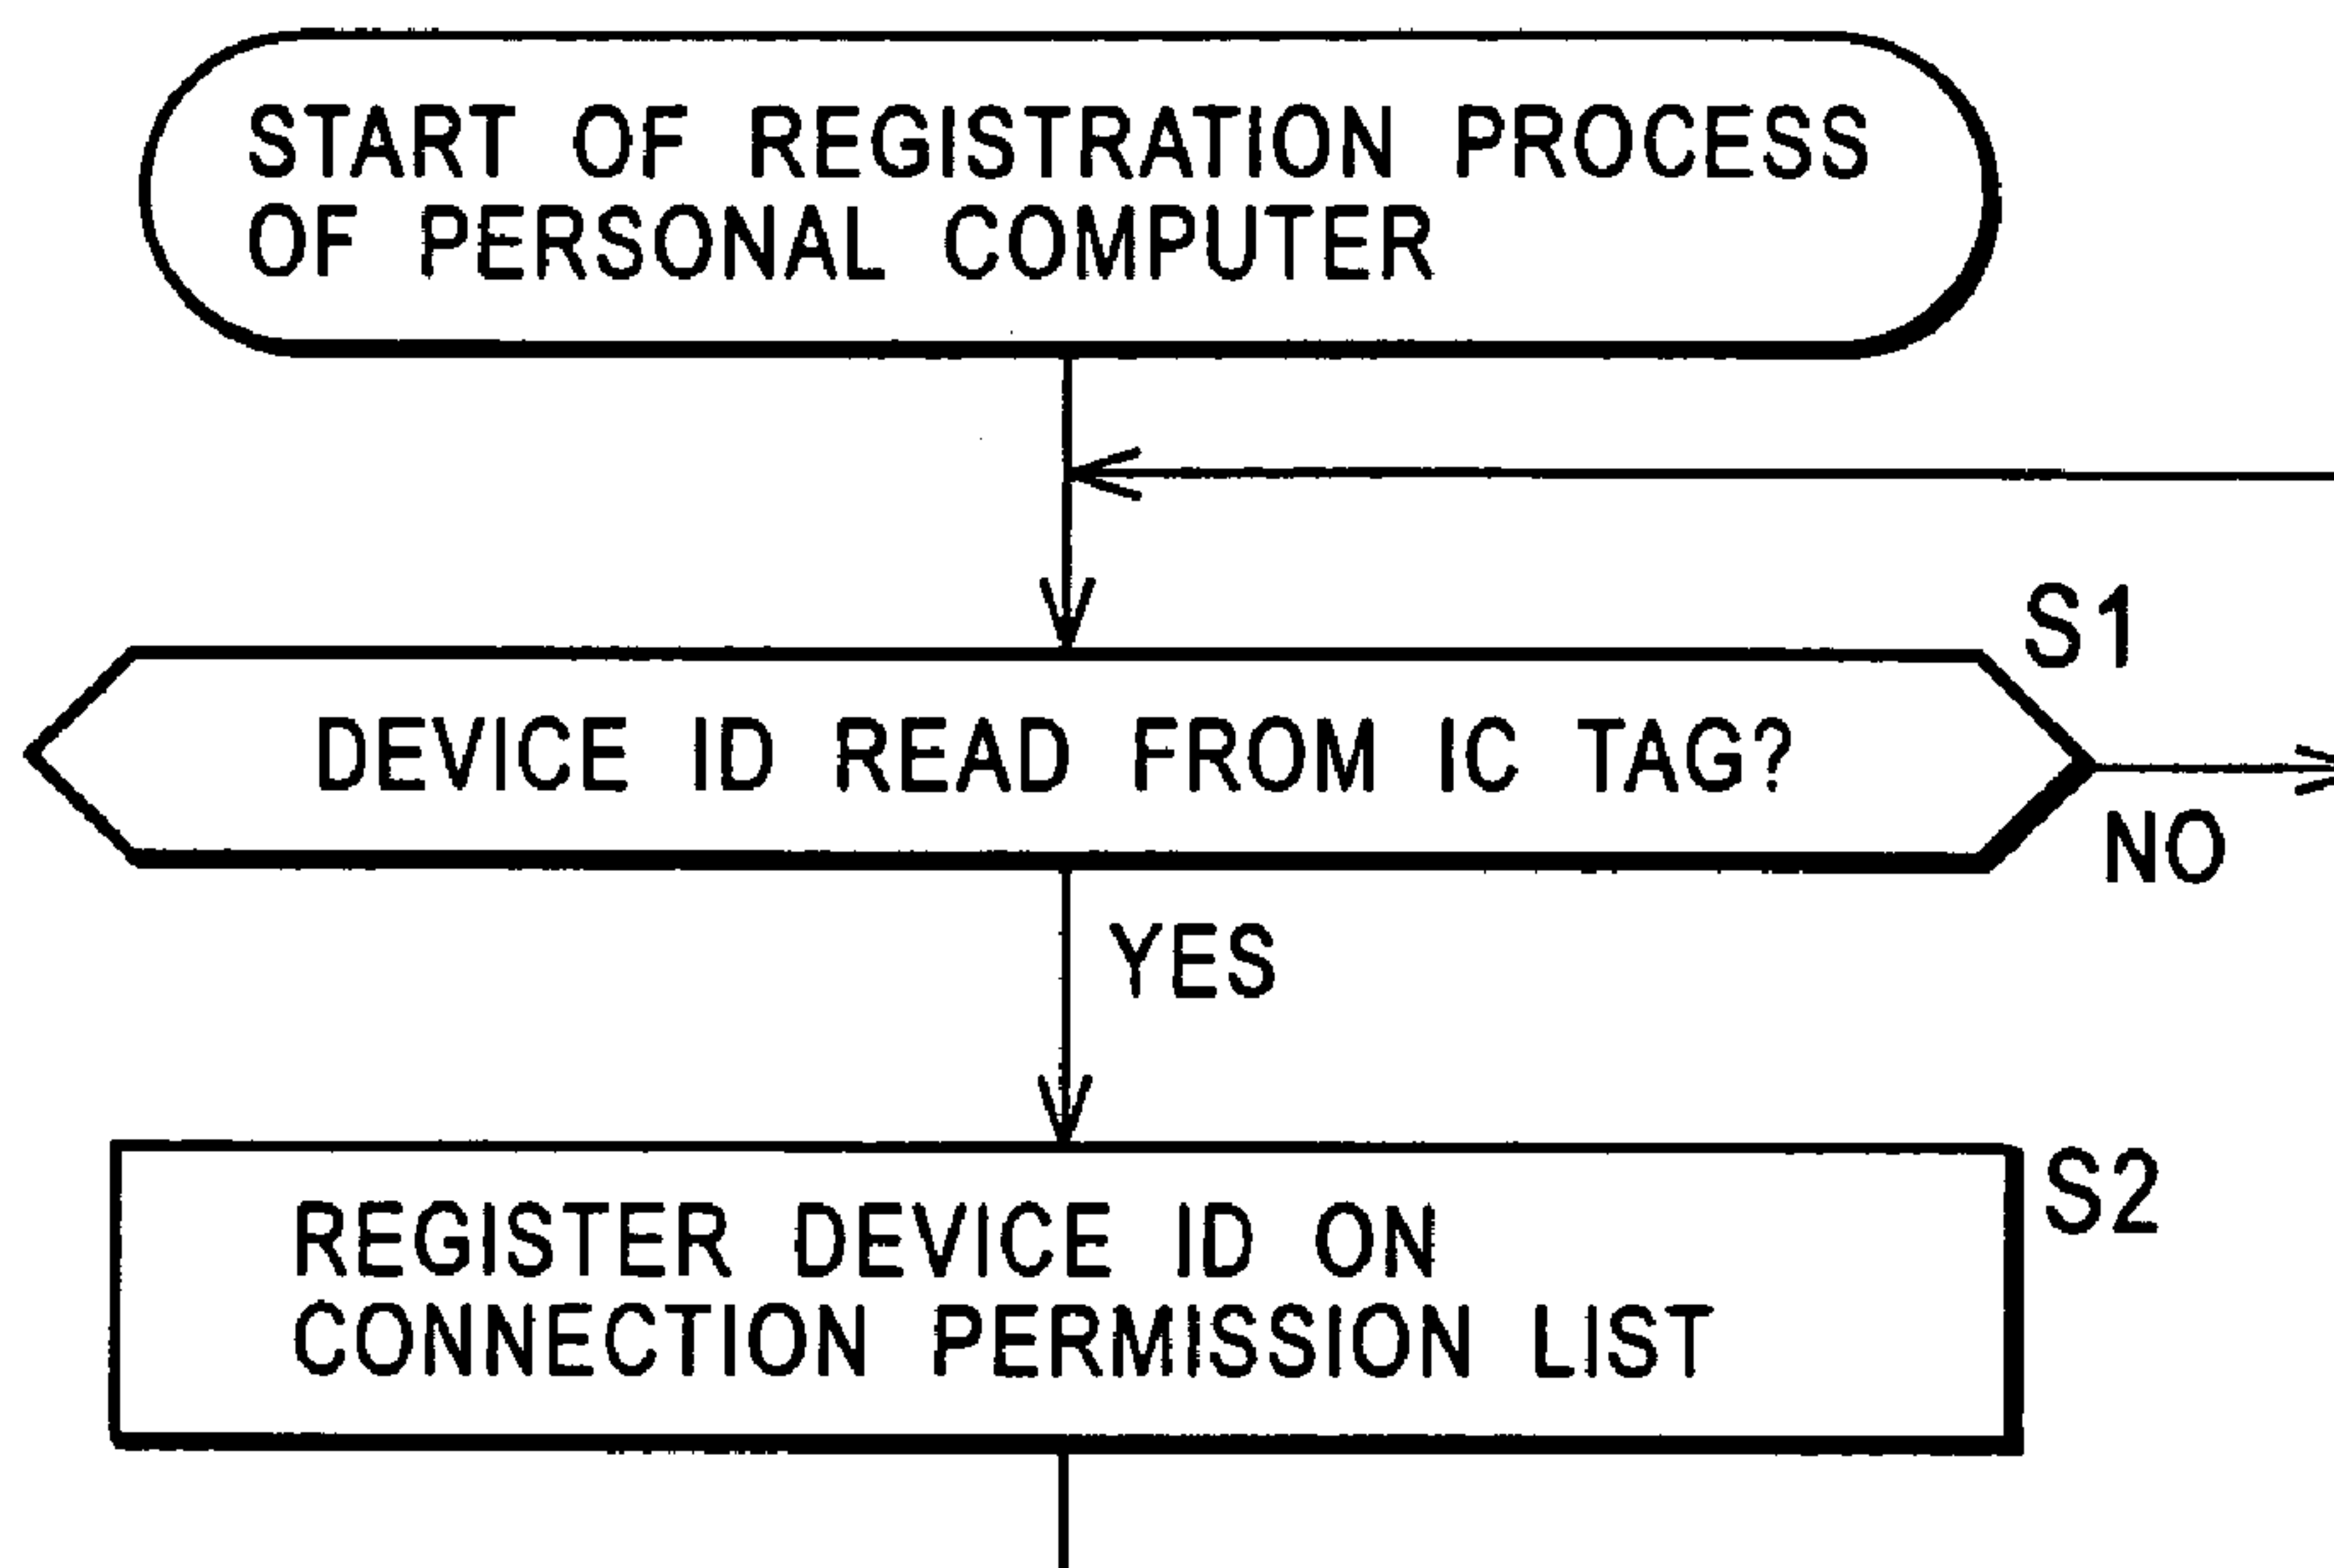 START OF REGISTRATION PROCESS
OF PERSONAL COMPUTER
S1
DEVICE ID READ FROM IC TAG?
NO
YES
S2
REGISTER DEVICE ID ON
CONNECTION PERMISSION LIST